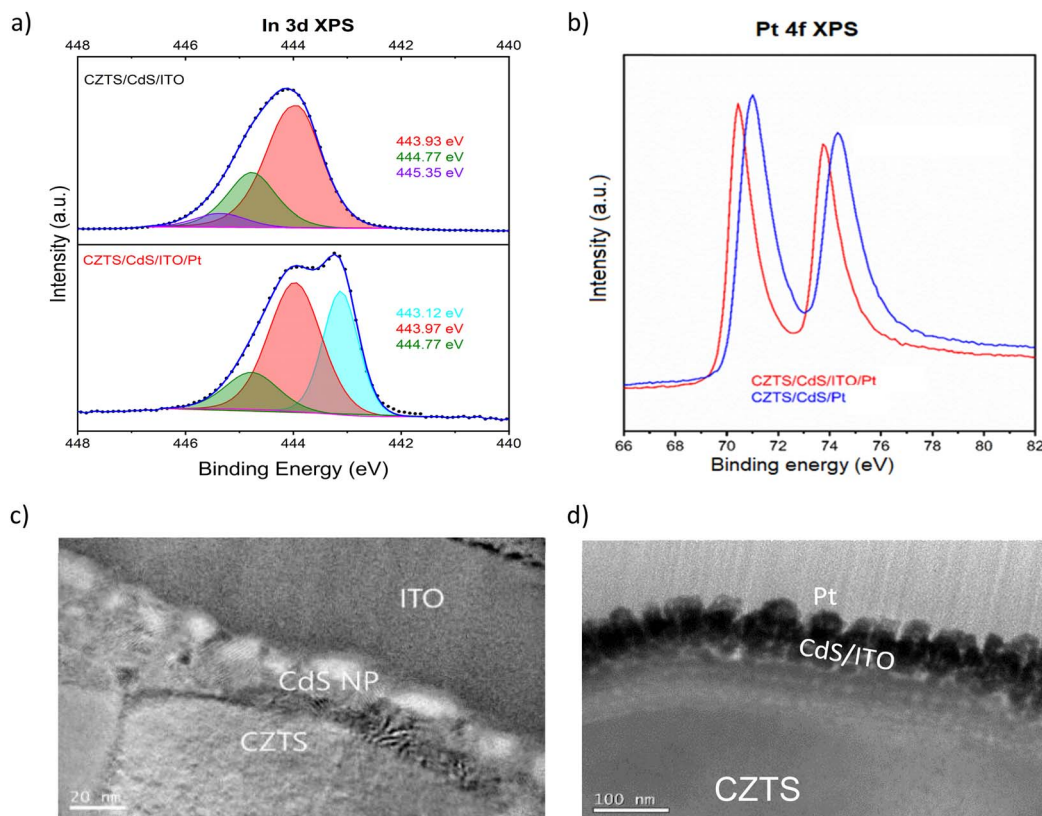 a)
In 3d XPS
448 446 444 442 440
CZTS/CdS/ITO
443.93 eV
444.77 eV
445.35 eV
CZTS/CdS/ITO/Pt
443.12 eV
443.97 eV
444.77 eV
Intensity (a.u.)
448 446 444 442 440
Binding Energy (eV)
b)
Pt 4f XPS
Intensity (a.u.)
CZTS/CdS/ITO/Pt
CZTS/CdS/Pt
66 68 70 72 74 76 78 80 82
Binding energy (eV)
c)
ITO
CdS NP
CZTS
20 nm
d)
Pt
CdS/ITO
CZTS
100 nm